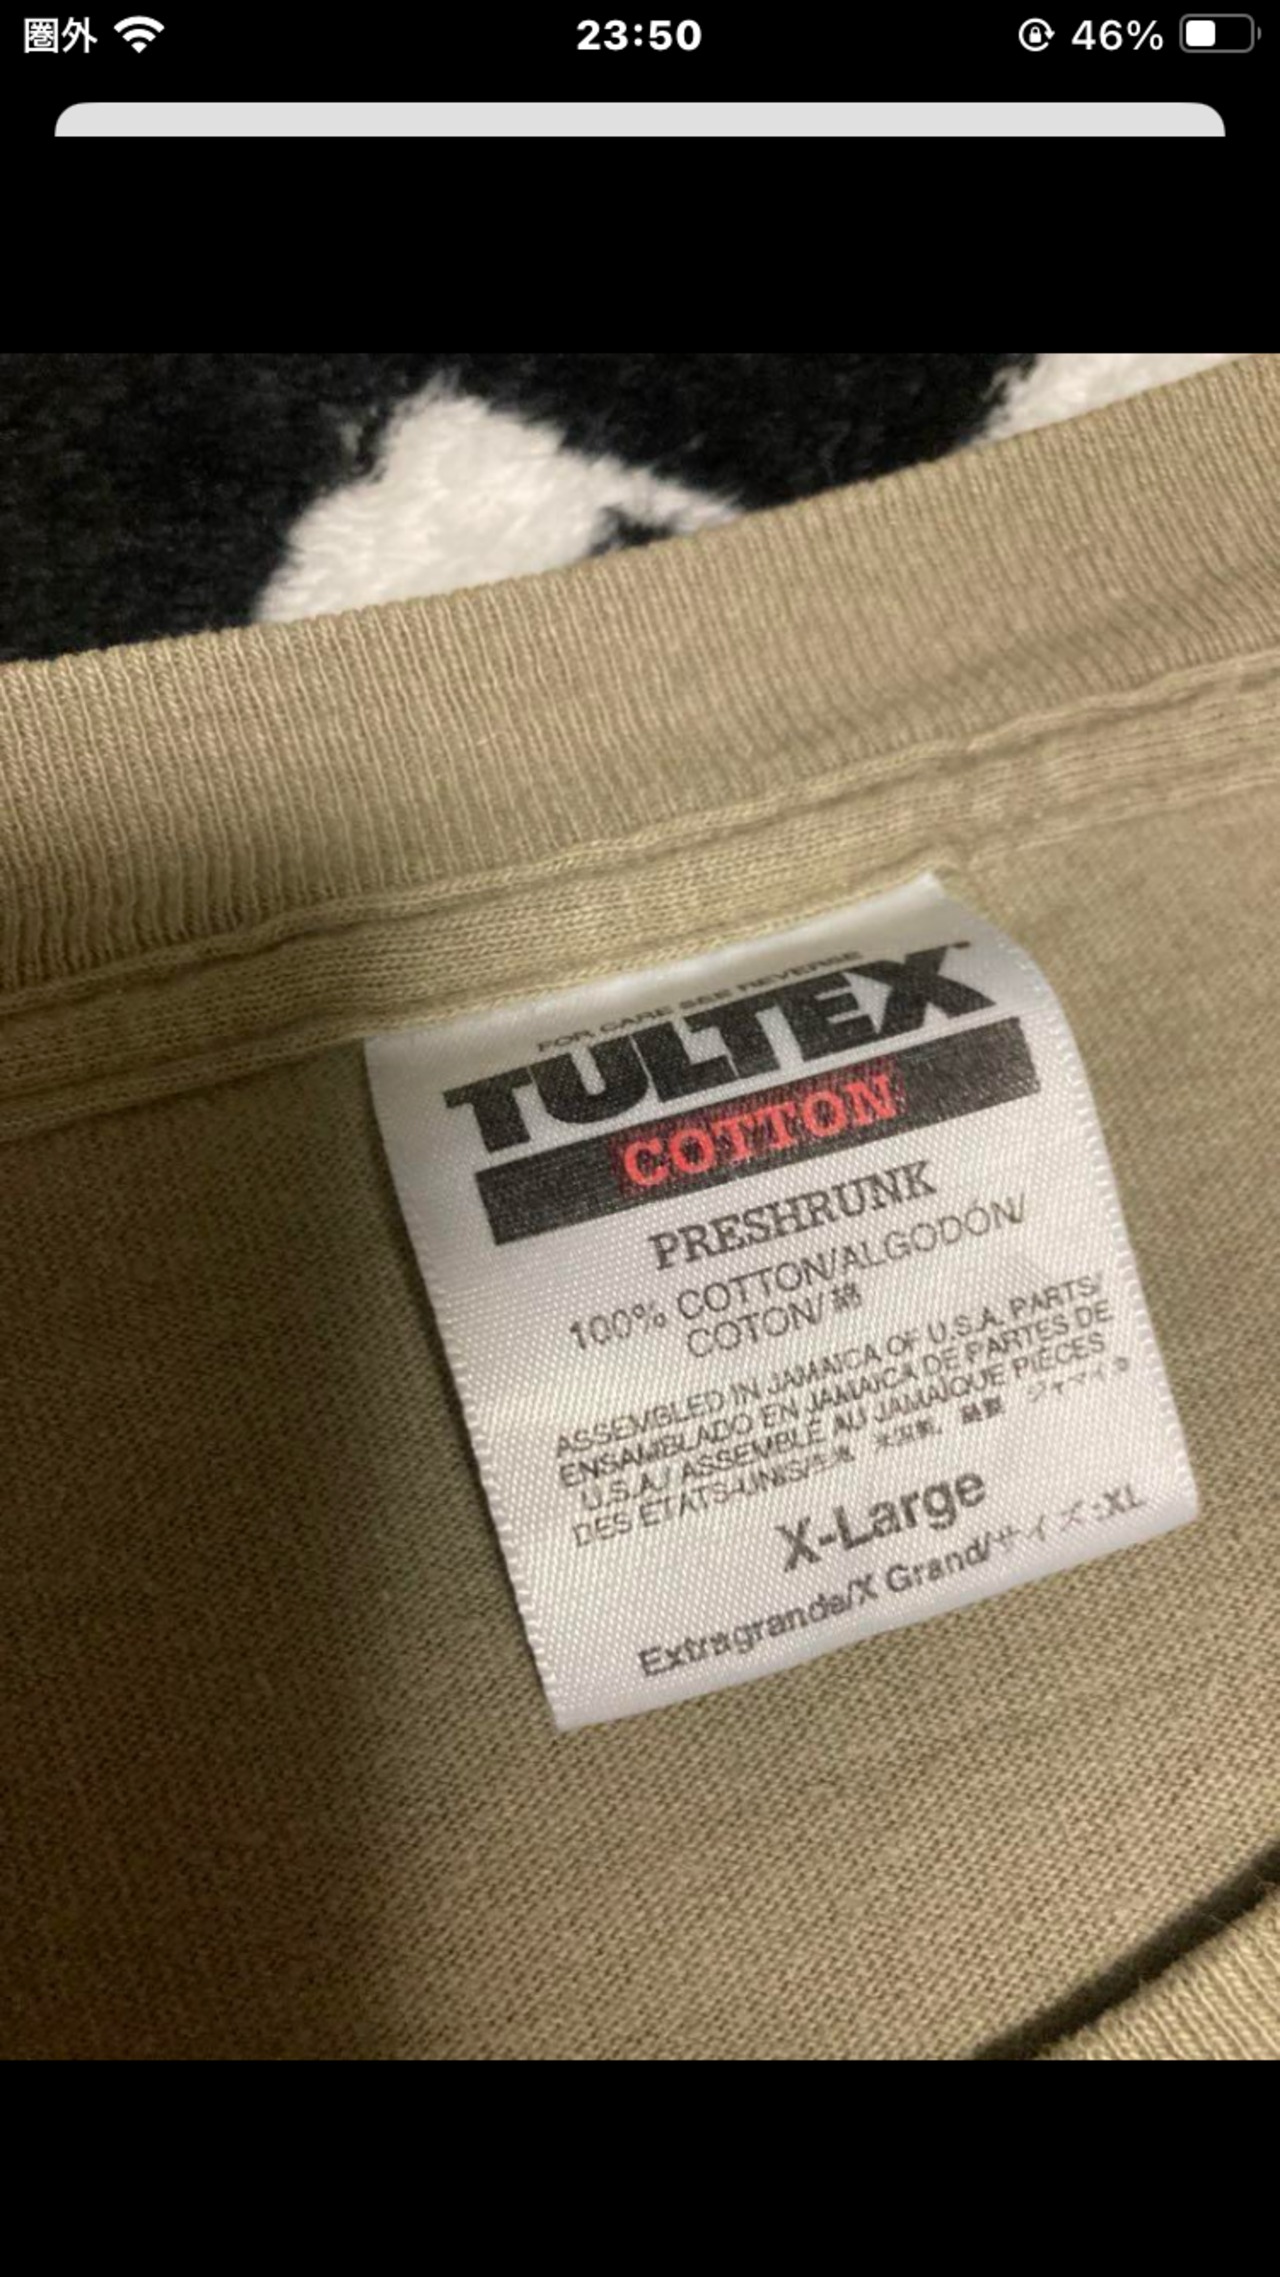 圏外
23:50
46%
FOR CARE SEE REVERSE
TULTEX
COTTON
PRESHRUNK
100% COTTON/ALGODÓN/
COTON/綿
ASSEMBLED IN JAMAICA OF U.S.A. PARTS/
ENSAMBLADO EN JAMAICA DE PARTES DE
U.S.A./ ASSEMBLÉ AU JAMAÏQUE PIÈCES
DES ÉTATS-UNIS/
X-Large
Extragrande/X Grand/サイズ:XL